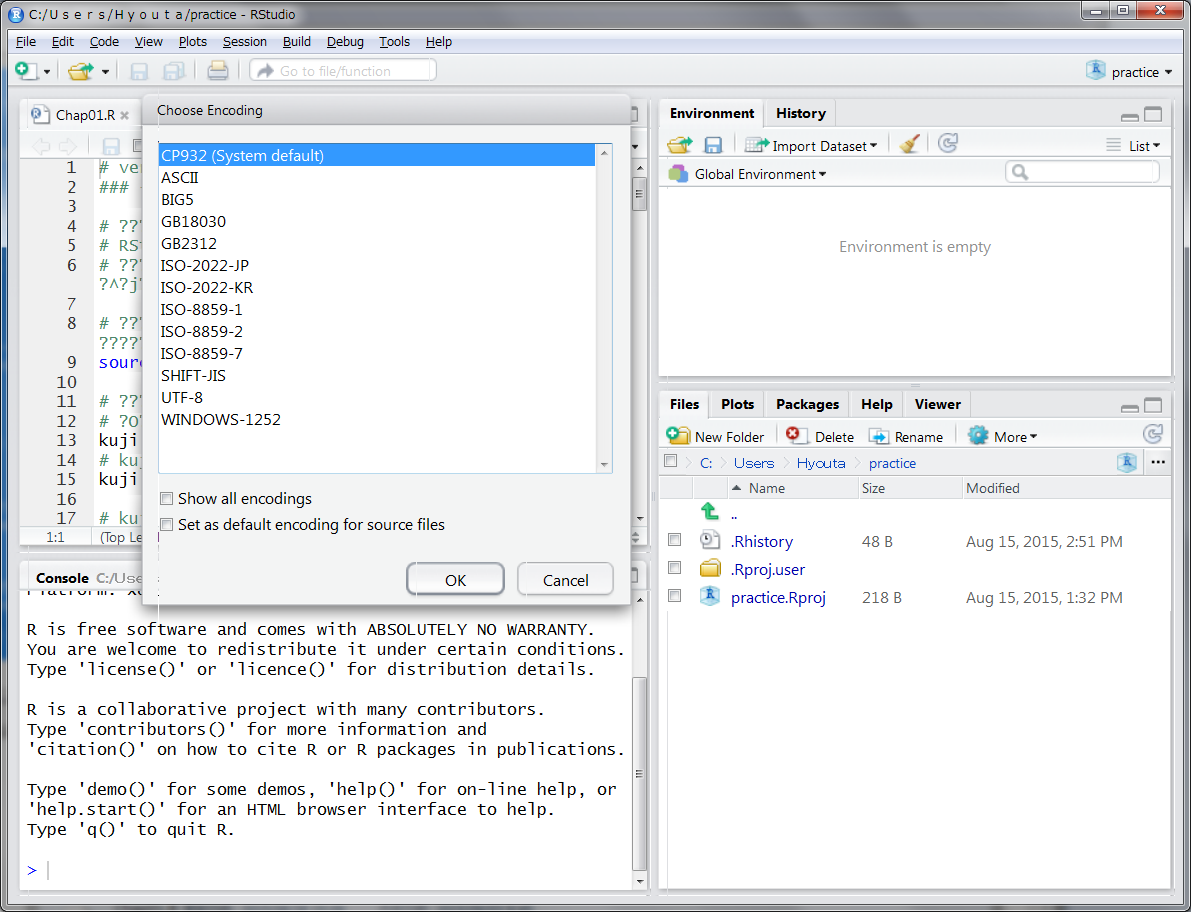 C:/Users/Hyouta/practice - RStudio
File Edit Code View Plots Session Build Debug Tools Help
Go to file/function
practice
Chap01.R
Choose Encoding
CP932 (System default)
ASCII
BIG5
GB18030
GB2312
ISO-2022-JP
ISO-2022-KR
ISO-8859-1
ISO-8859-2
ISO-8859-7
SHIFT-JIS
UTF-8
WINDOWS-1252
Show all encodings
Set as default encoding for source files
OK Cancel
1 # ve
2 ###
3
4 # ??
5 # RS
6 # ??
?^?j
7
8 # ??
????
9 sour
10
11 # ??
12 # ?O
13 kuji
14 # ku
15 kuji
16
17 # ku
1:1 (Top Le
Console C:/Use
R is free software and comes with ABSOLUTELY NO WARRANTY.
You are welcome to redistribute it under certain conditions.
Type 'license()' or 'licence()' for distribution details.
R is a collaborative project with many contributors.
Type 'contributors()' for more information and
'citation()' on how to cite R or R packages in publications.
Type 'demo()' for some demos, 'help()' for on-line help, or
'help.start()' for an HTML browser interface to help.
Type 'q()' to quit R.
>
Environment History
Import Dataset List
Global Environment
Environment is empty
Files Plots Packages Help Viewer
New Folder Delete Rename More
C: Users Hyouta practice
Name Size Modified
..
.Rhistory 48 B Aug 15, 2015, 2:51 PM
.Rproj.user
practice.Rproj 218 B Aug 15, 2015, 1:32 PM